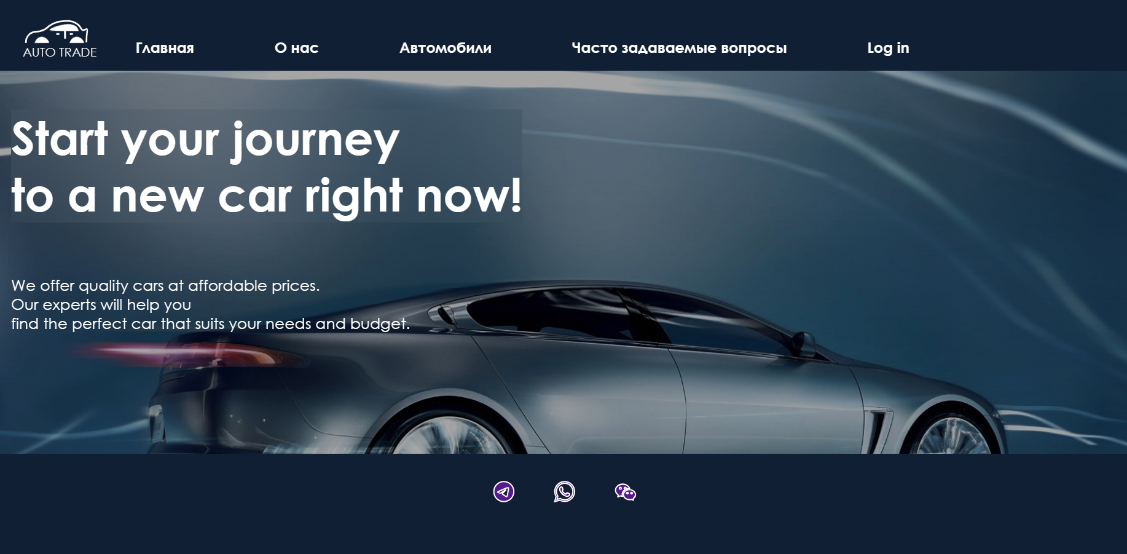 AUTO TRADE
Главная
О нас
Автомобили
Часто задаваемые вопросы
Log in
Start your journey
to a new car right now!
We offer quality cars at affordable prices.
Our experts will help you
find the perfect car that suits your needs and budget.